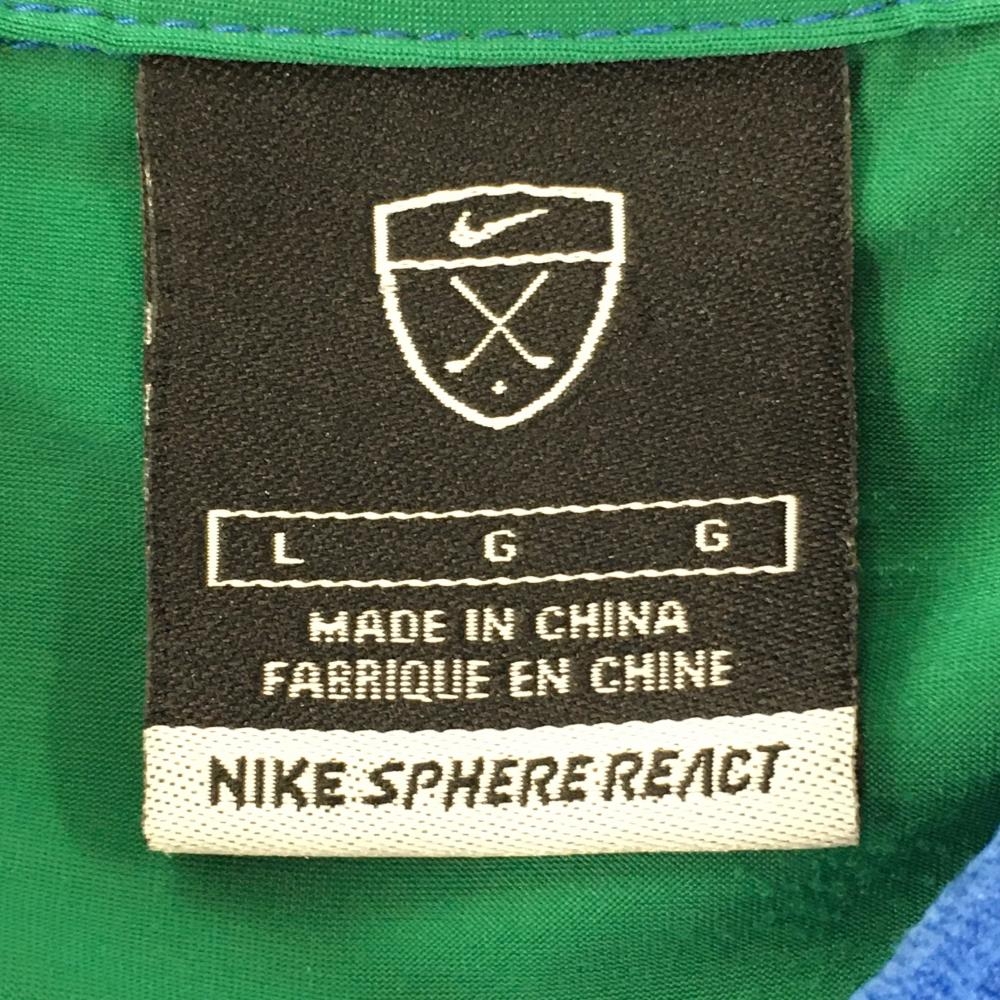 L G G
MADE IN CHINA
FABRIQUE EN CHINE
NIKE SPHERE REACT